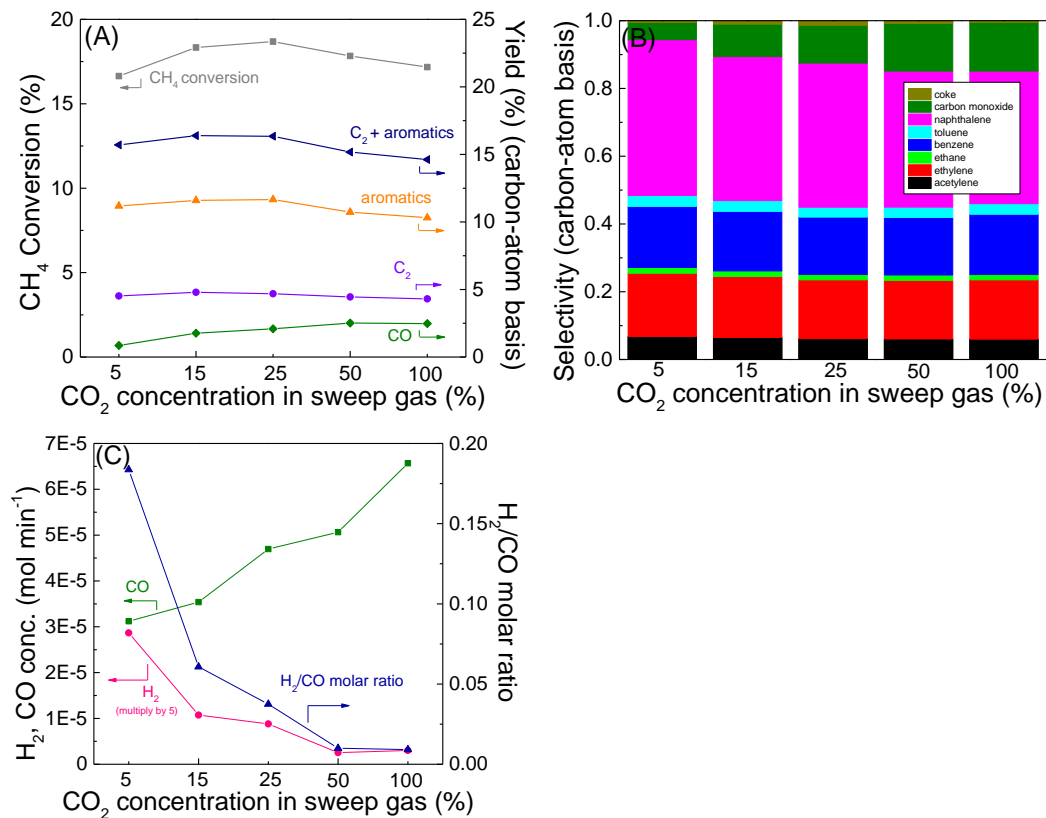 (A)
CH₄ Conversion (%)
20
15
10
5
0
CH₄ conversion
C₂ + aromatics
aromatics
C₂
CO
25
20
15
10
5
0
Yield (%) (carbon-atom basis)
5 15 25 50 100
CO₂ concentration in sweep gas (%)
(B)
Selectivity (carbon-atom basis)
1.0
0.8
0.6
0.4
0.2
0.0
coke
carbon monoxide
naphthalene
toluene
benzene
ethane
ethylene
acetylene
5 15 25 50 100
CO₂ concentration in sweep gas (%)
(C)
H₂, CO conc. (mol min⁻¹)
7E-5
6E-5
5E-5
4E-5
3E-5
2E-5
1E-5
0
CO
H₂
(multiply by 5)
H₂/CO molar ratio
0.20
0.15
0.10
0.05
0.00
H₂/CO molar ratio
5 15 25 50 100
CO₂ concentration in sweep gas (%)